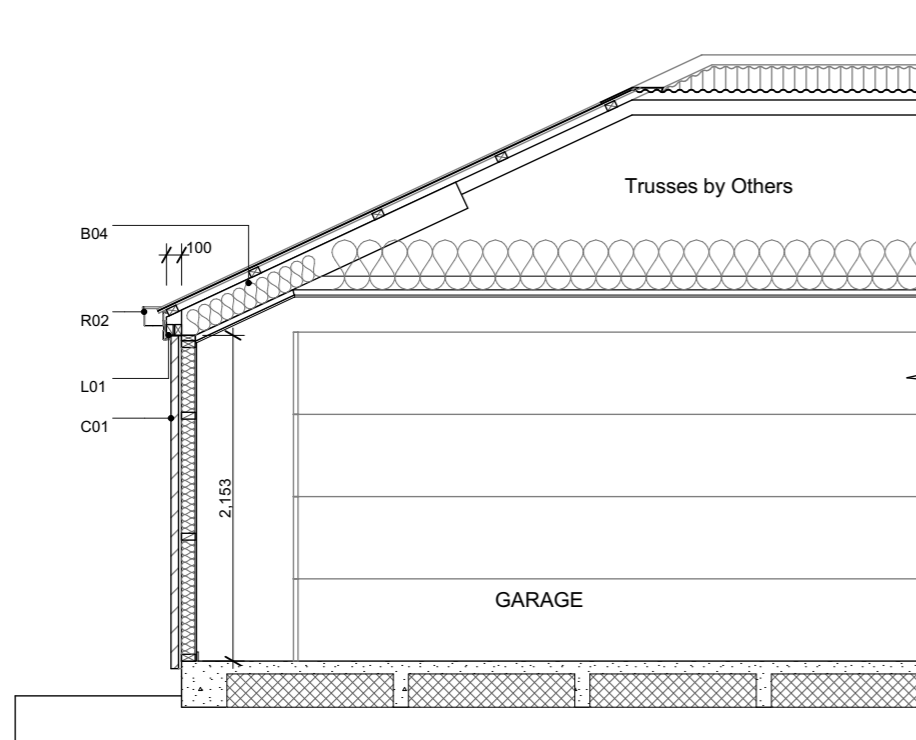 Trusses by Others
B04
100
R02
L01
C01
2,153
GARAGE